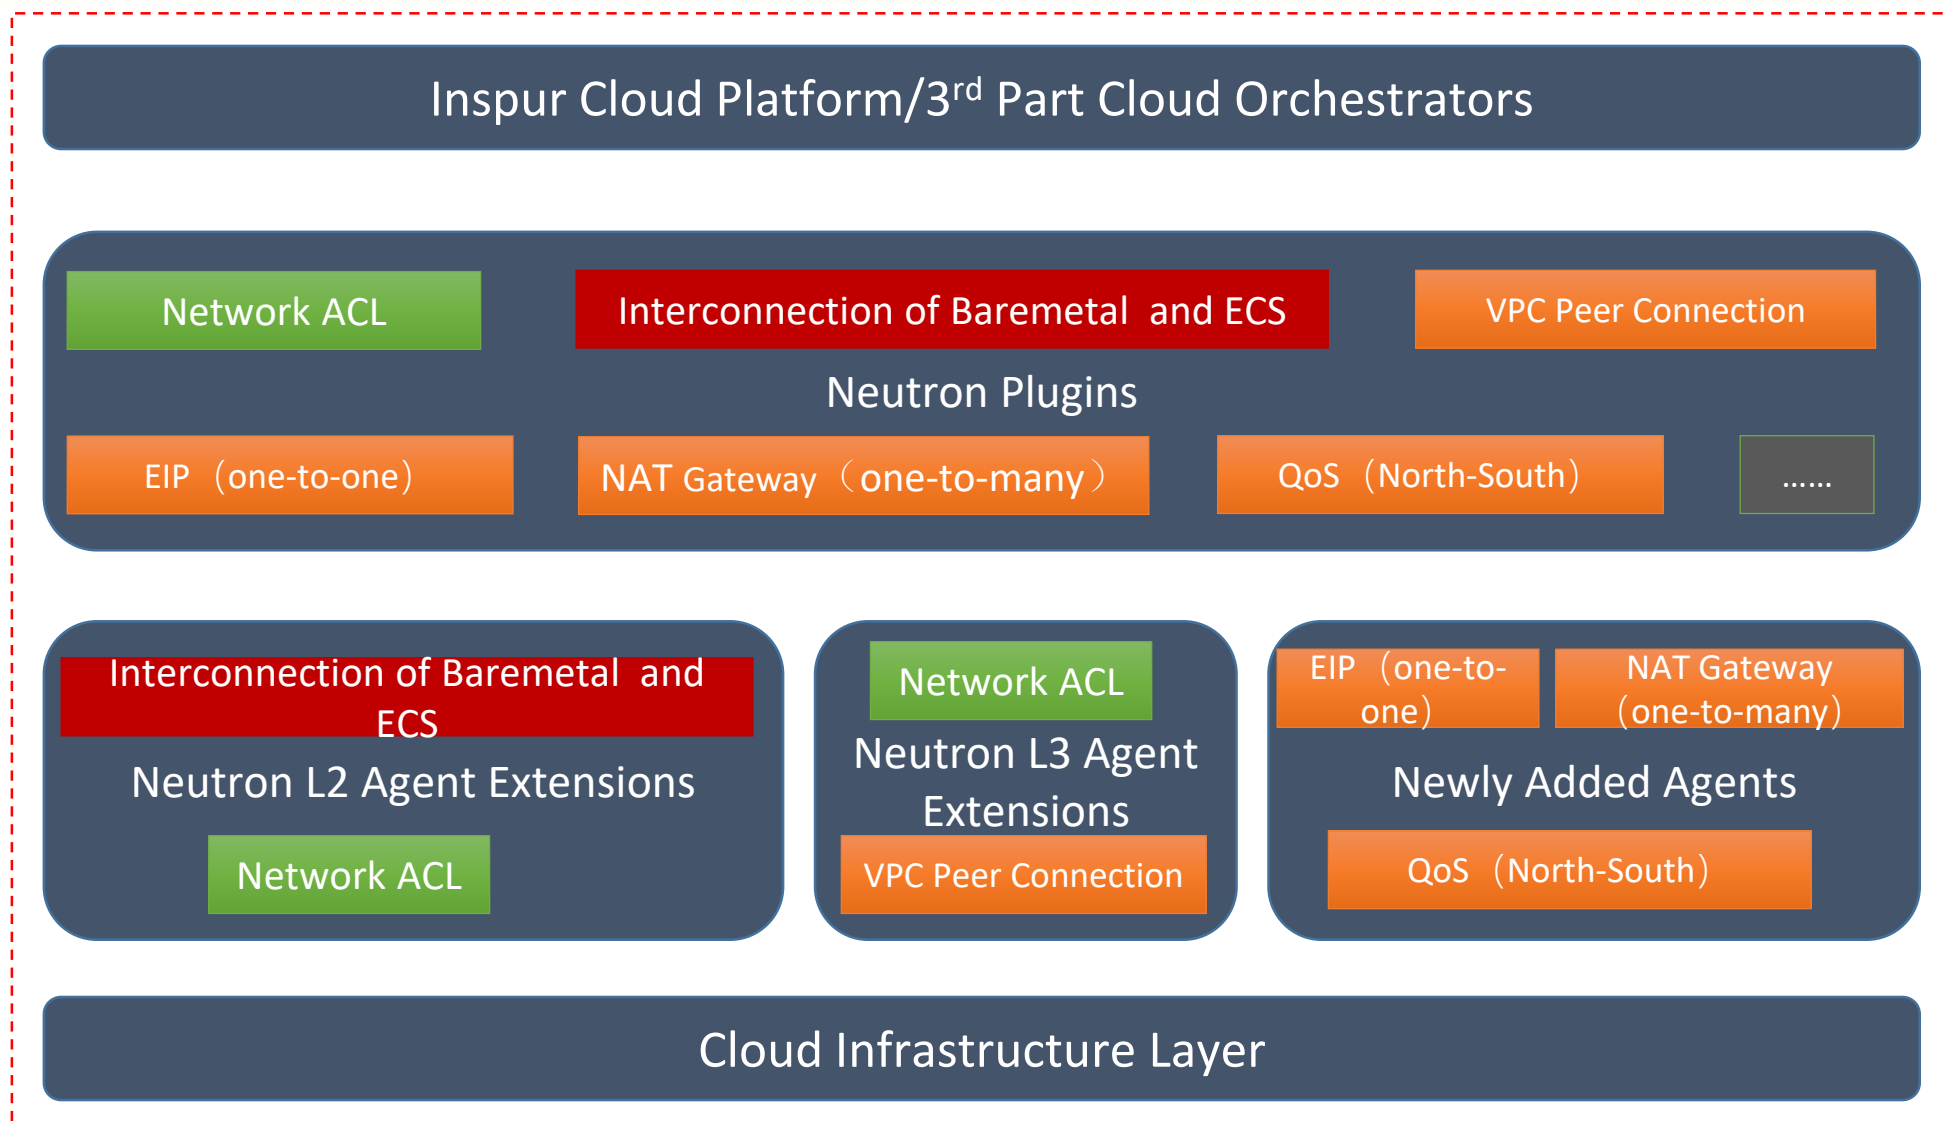 Inspur Cloud Platform/3rd Part Cloud Orchestrators
Network ACL
Interconnection of Baremetal and ECS
VPC Peer Connection
Neutron Plugins
EIP（one-to-one）
NAT Gateway（one-to-many）
QoS（North-South）
……
Interconnection of Baremetal and
ECS
Neutron L2 Agent Extensions
Network ACL
Network ACL
Neutron L3 Agent
Extensions
VPC Peer Connection
EIP（one-to-
one）
NAT Gateway
（one-to-many）
Newly Added Agents
QoS（North-South）
Cloud Infrastructure Layer